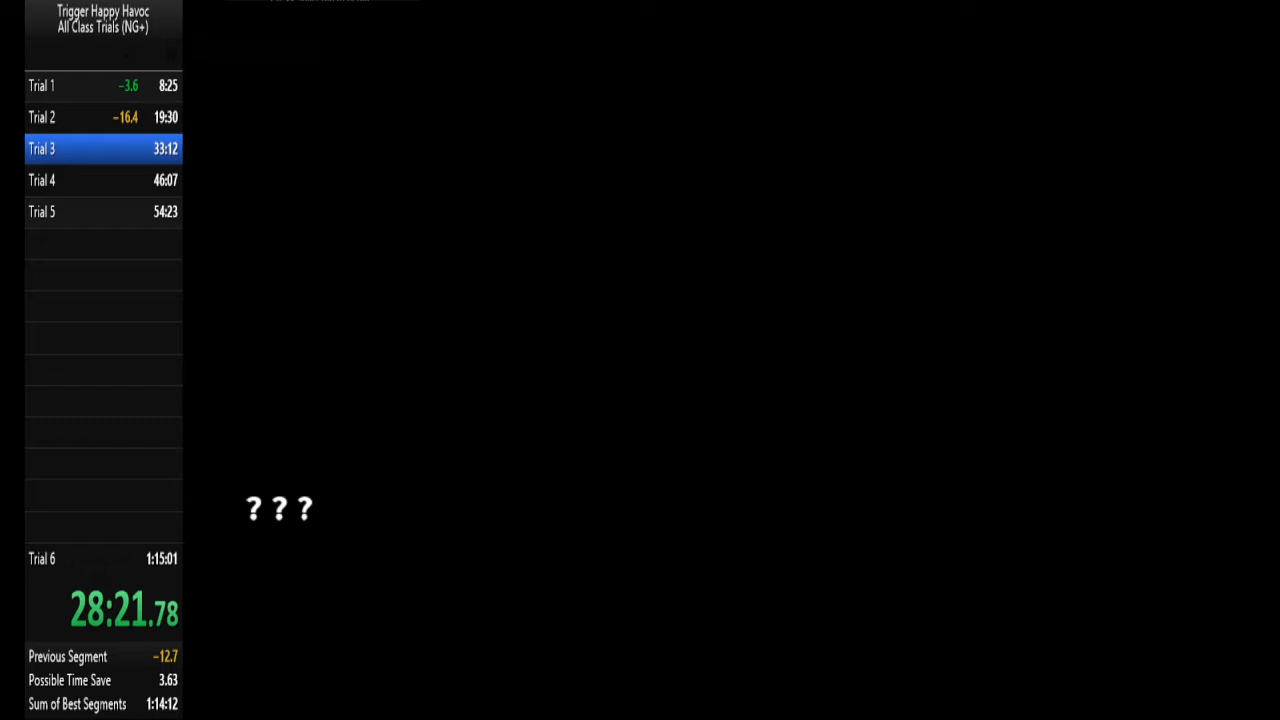 Trigger Happy Havoc
All Class Trials (NG+)
Trial 1 −3.6 8:25
Trial 2 −16.4 19:30
Trial 3 33:12
Trial 4 46:07
Trial 5 54:23
? ? ?
Trial 6 1:15:01
28:21.78
Previous Segment −12.7
Possible Time Save 3.63
Sum of Best Segments 1:14:12